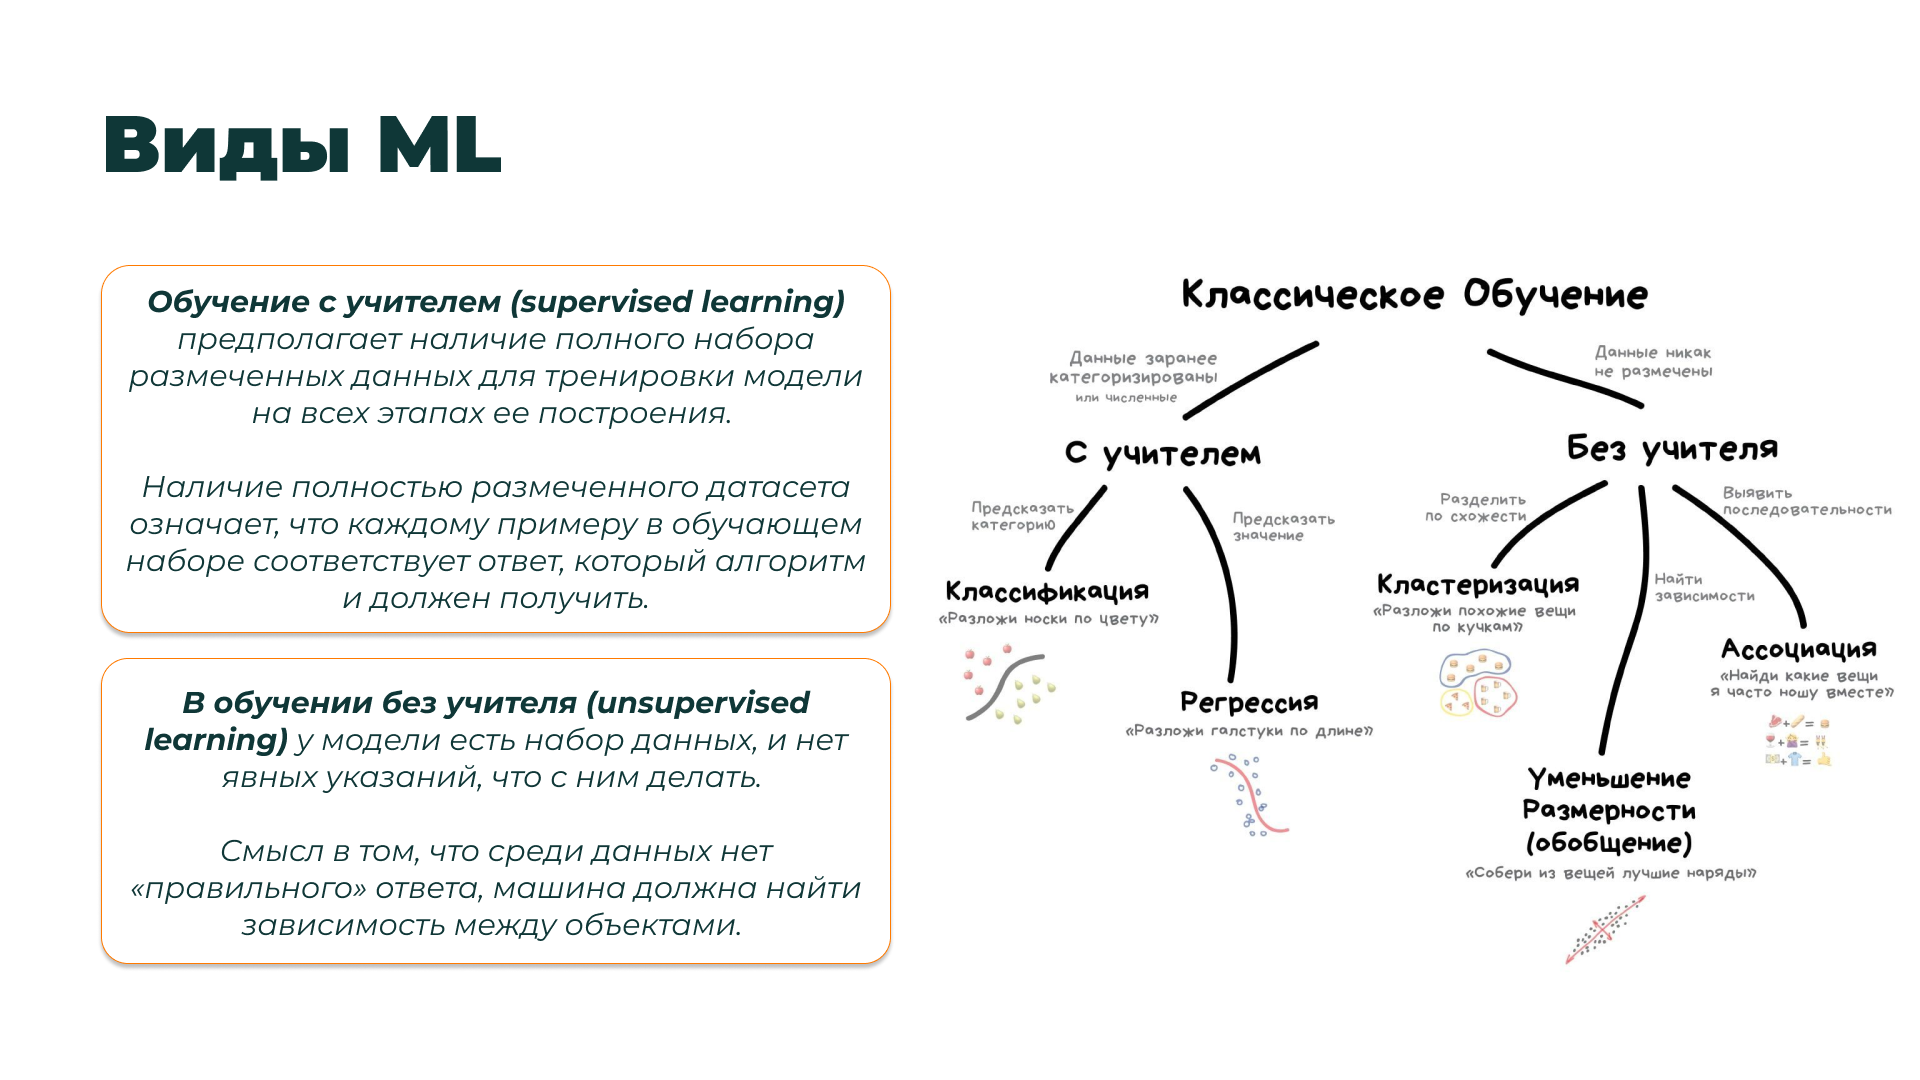 Виды ML
Обучение с учителем (supervised learning)
предполагает наличие полного набора
размеченных данных для тренировки модели
на всех этапах ее построения.
Наличие полностью размеченного датасета
означает, что каждому примеру в обучающем
наборе соответствует ответ, который алгоритм
и должен получить.
В обучении без учителя (unsupervised
learning) у модели есть набор данных, и нет
явных указаний, что с ним делать.
Смысл в том, что среди данных нет
«правильного» ответа, машина должна найти
зависимость между объектами.
Классическое Обучение
Данные заранее
категоризированы
или численные
Данные никак
не размечены
С учителем
Без учителя
Предсказать
категорию
Предсказать
значение
Разделить
по схожести
Выявить
последовательности
Найти
зависимости
Классификация
«Разложи носки по цвету»
Регрессия
«Разложи галстуки по длине»
Кластеризация
«Разложи похожие вещи
по кучкам»
Ассоциация
«Найди какие вещи
я часто ношу вместе»
Уменьшение
Размерности
(обобщение)
«Собери из вещей лучшие наряды»